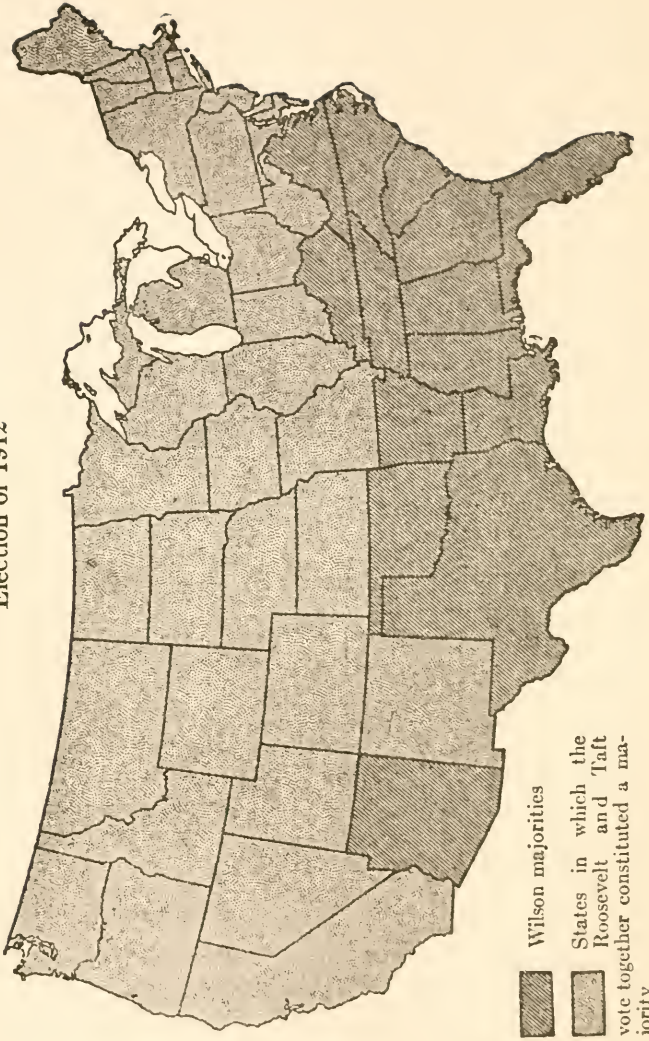 Election of 1912
Wilson majorities
States in which the
Roosevelt and Taft
vote together constituted a ma-
jority